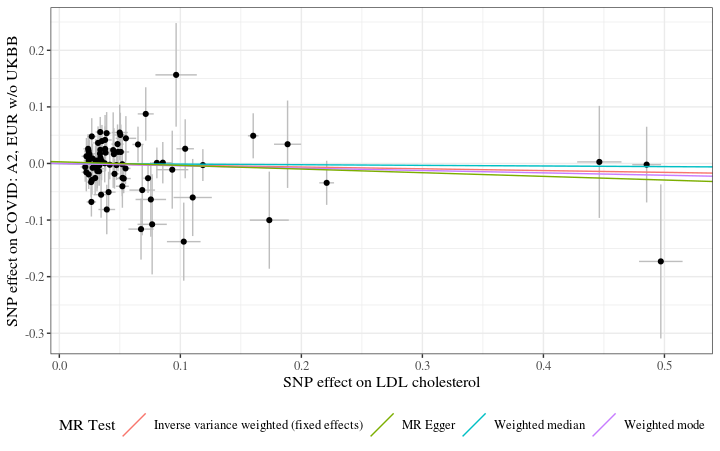 SNP effect on COVID: A2, EUR w/o UKBB
0.2
0.1
0.0
-0.1
-0.2
-0.3
0.0 0.1 0.2 0.3 0.4 0.5
SNP effect on LDL cholesterol
MR Test Inverse variance weighted (fixed effects) MR Egger Weighted median Weighted mode